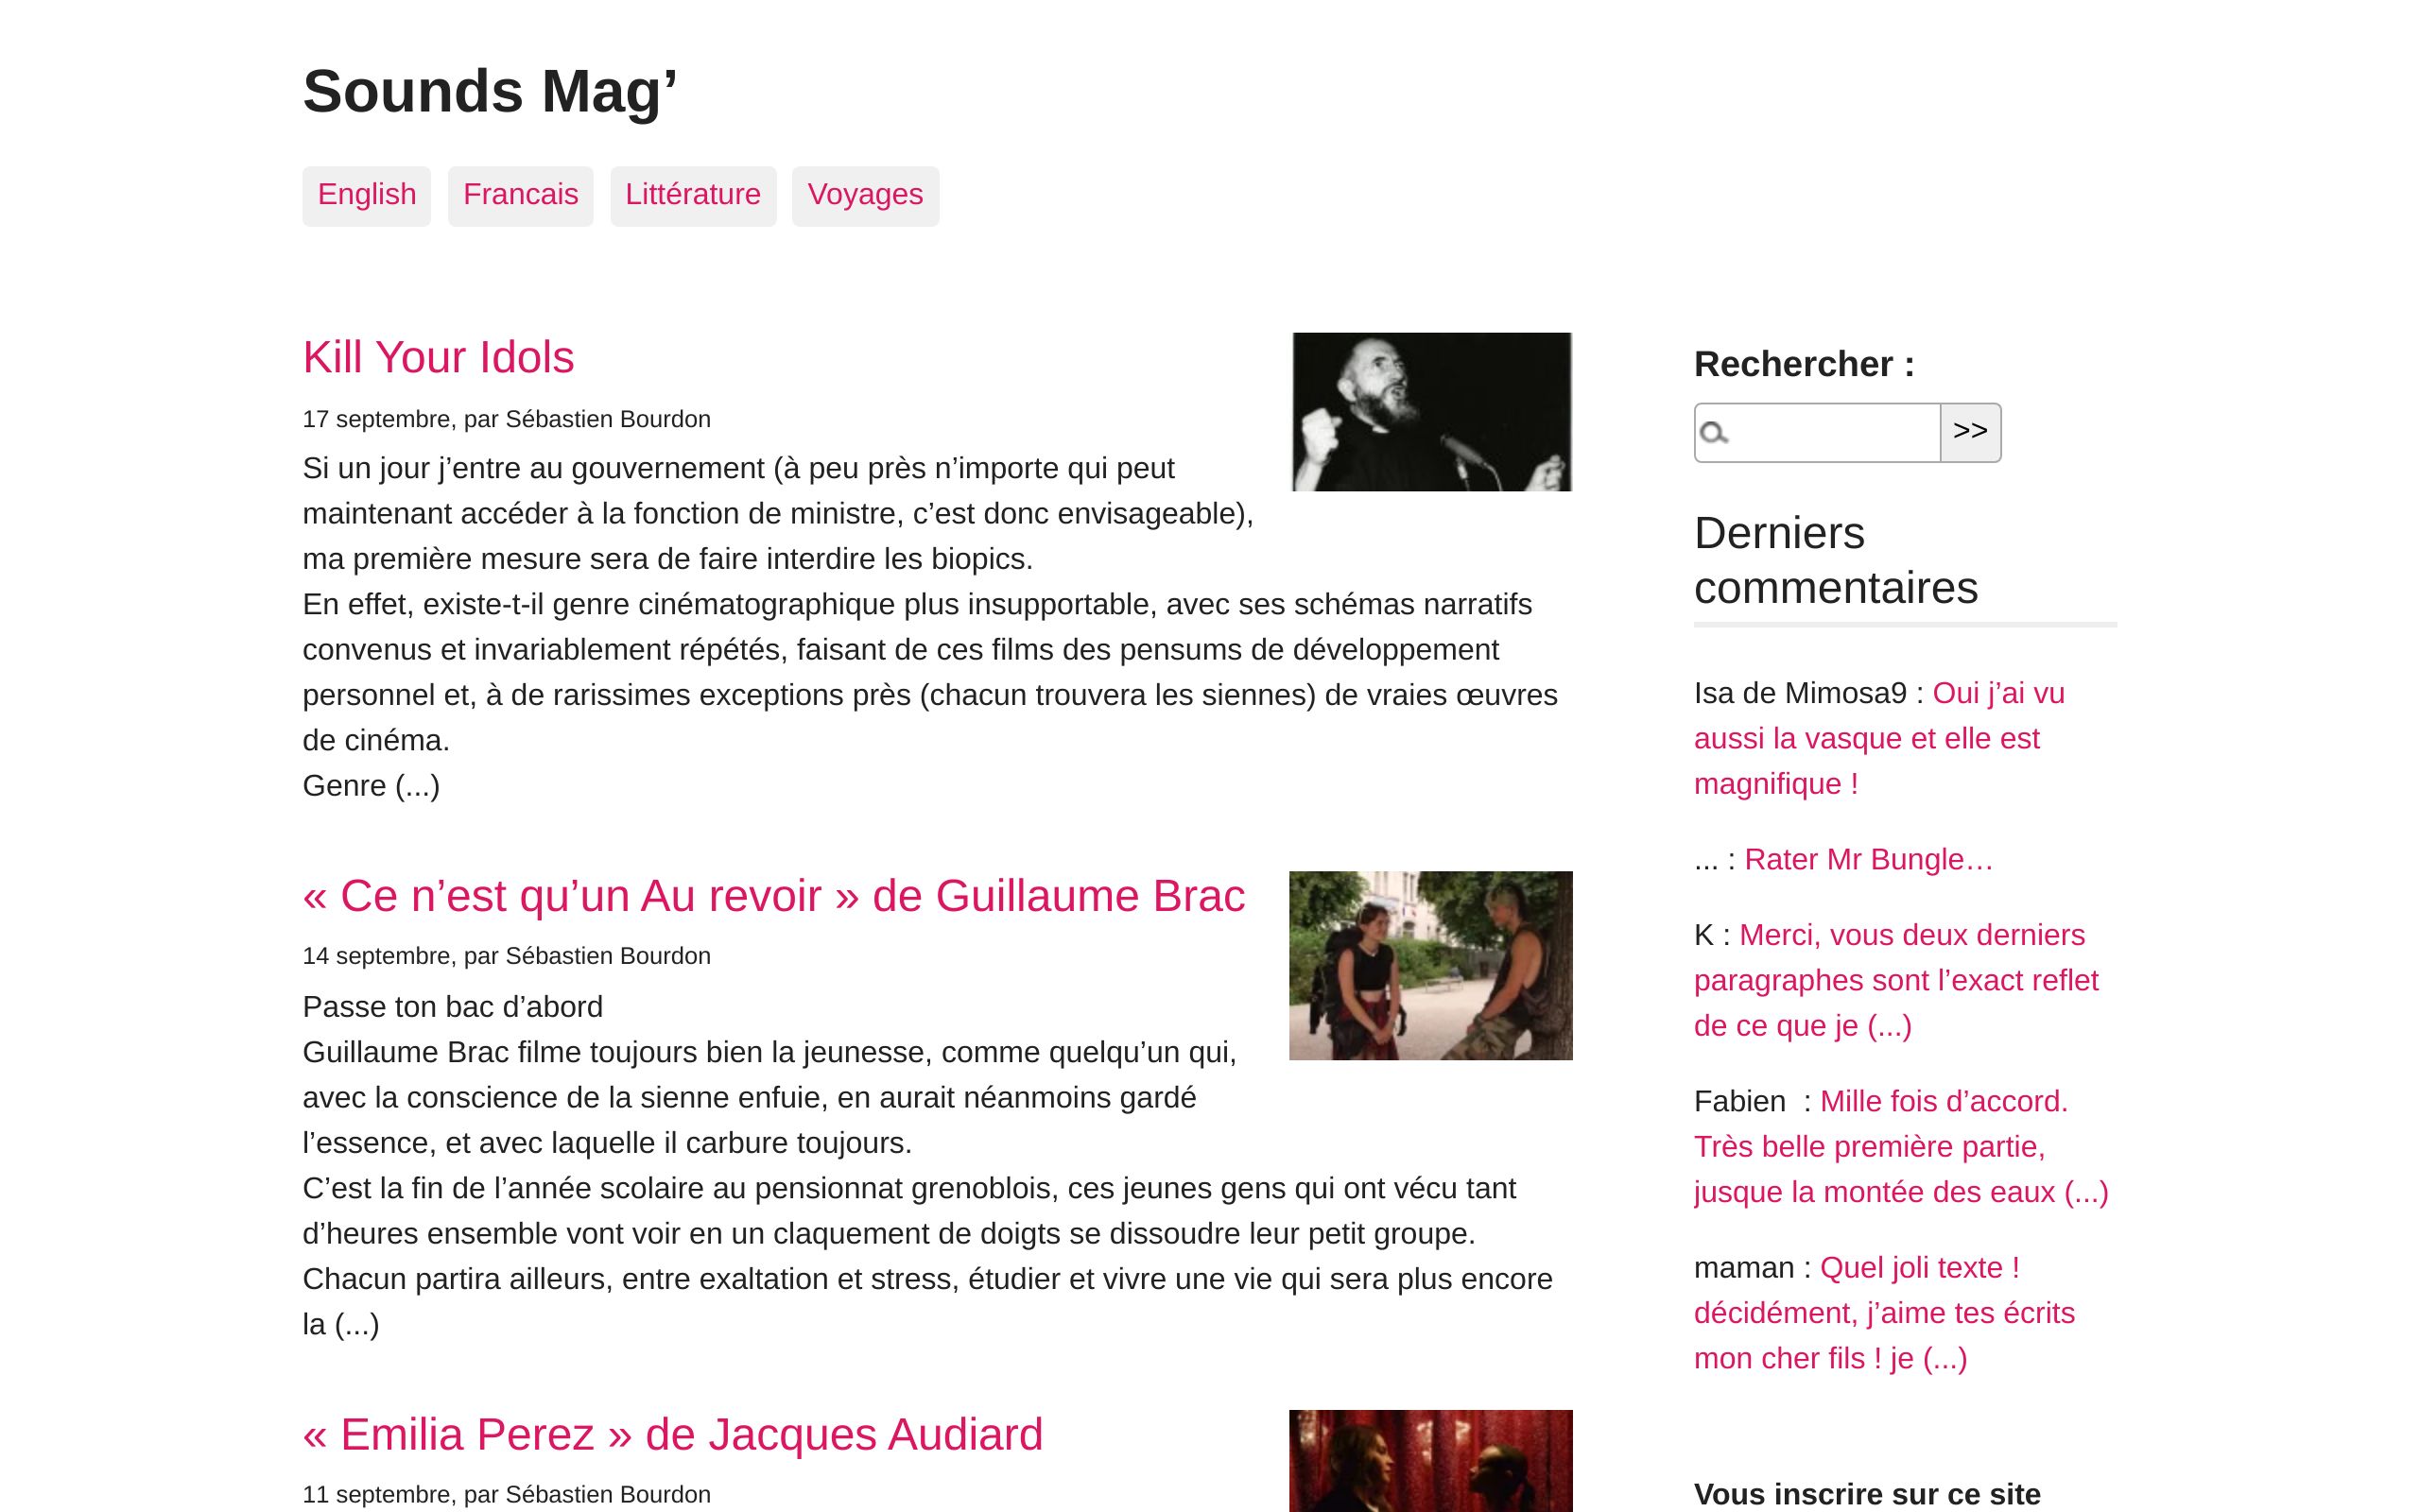 Sounds Mag’
English
Francais
Littérature
Voyages
Kill Your Idols
17 septembre, par Sébastien Bourdon
Si un jour j’entre au gouvernement (à peu près n’importe qui peut
maintenant accéder à la fonction de ministre, c’est donc envisageable),
ma première mesure sera de faire interdire les biopics.
En effet, existe-t-il genre cinématographique plus insupportable, avec ses schémas narratifs
convenus et invariablement répétés, faisant de ces films des pensums de développement
personnel et, à de rarissimes exceptions près (chacun trouvera les siennes) de vraies œuvres
de cinéma.
Genre (...)
« Ce n’est qu’un Au revoir » de Guillaume Brac
14 septembre, par Sébastien Bourdon
Passe ton bac d’abord
Guillaume Brac filme toujours bien la jeunesse, comme quelqu’un qui,
avec la conscience de la sienne enfuie, en aurait néanmoins gardé
l’essence, et avec laquelle il carbure toujours.
C’est la fin de l’année scolaire au pensionnat grenoblois, ces jeunes gens qui ont vécu tant
d’heures ensemble vont voir en un claquement de doigts se dissoudre leur petit groupe.
Chacun partira ailleurs, entre exaltation et stress, étudier et vivre une vie qui sera plus encore
la (...)
« Emilia Perez » de Jacques Audiard
11 septembre, par Sébastien Bourdon
Rechercher :
>>
Derniers
commentaires
Isa de Mimosa9 : Oui j’ai vu
aussi la vasque et elle est
magnifique !
... : Rater Mr Bungle…
K : Merci, vous deux derniers
paragraphes sont l’exact reflet
de ce que je (...)
Fabien  : Mille fois d’accord.
Très belle première partie,
jusque la montée des eaux (...)
maman : Quel joli texte !
décidément, j’aime tes écrits
mon cher fils ! je (...)
Vous inscrire sur ce site